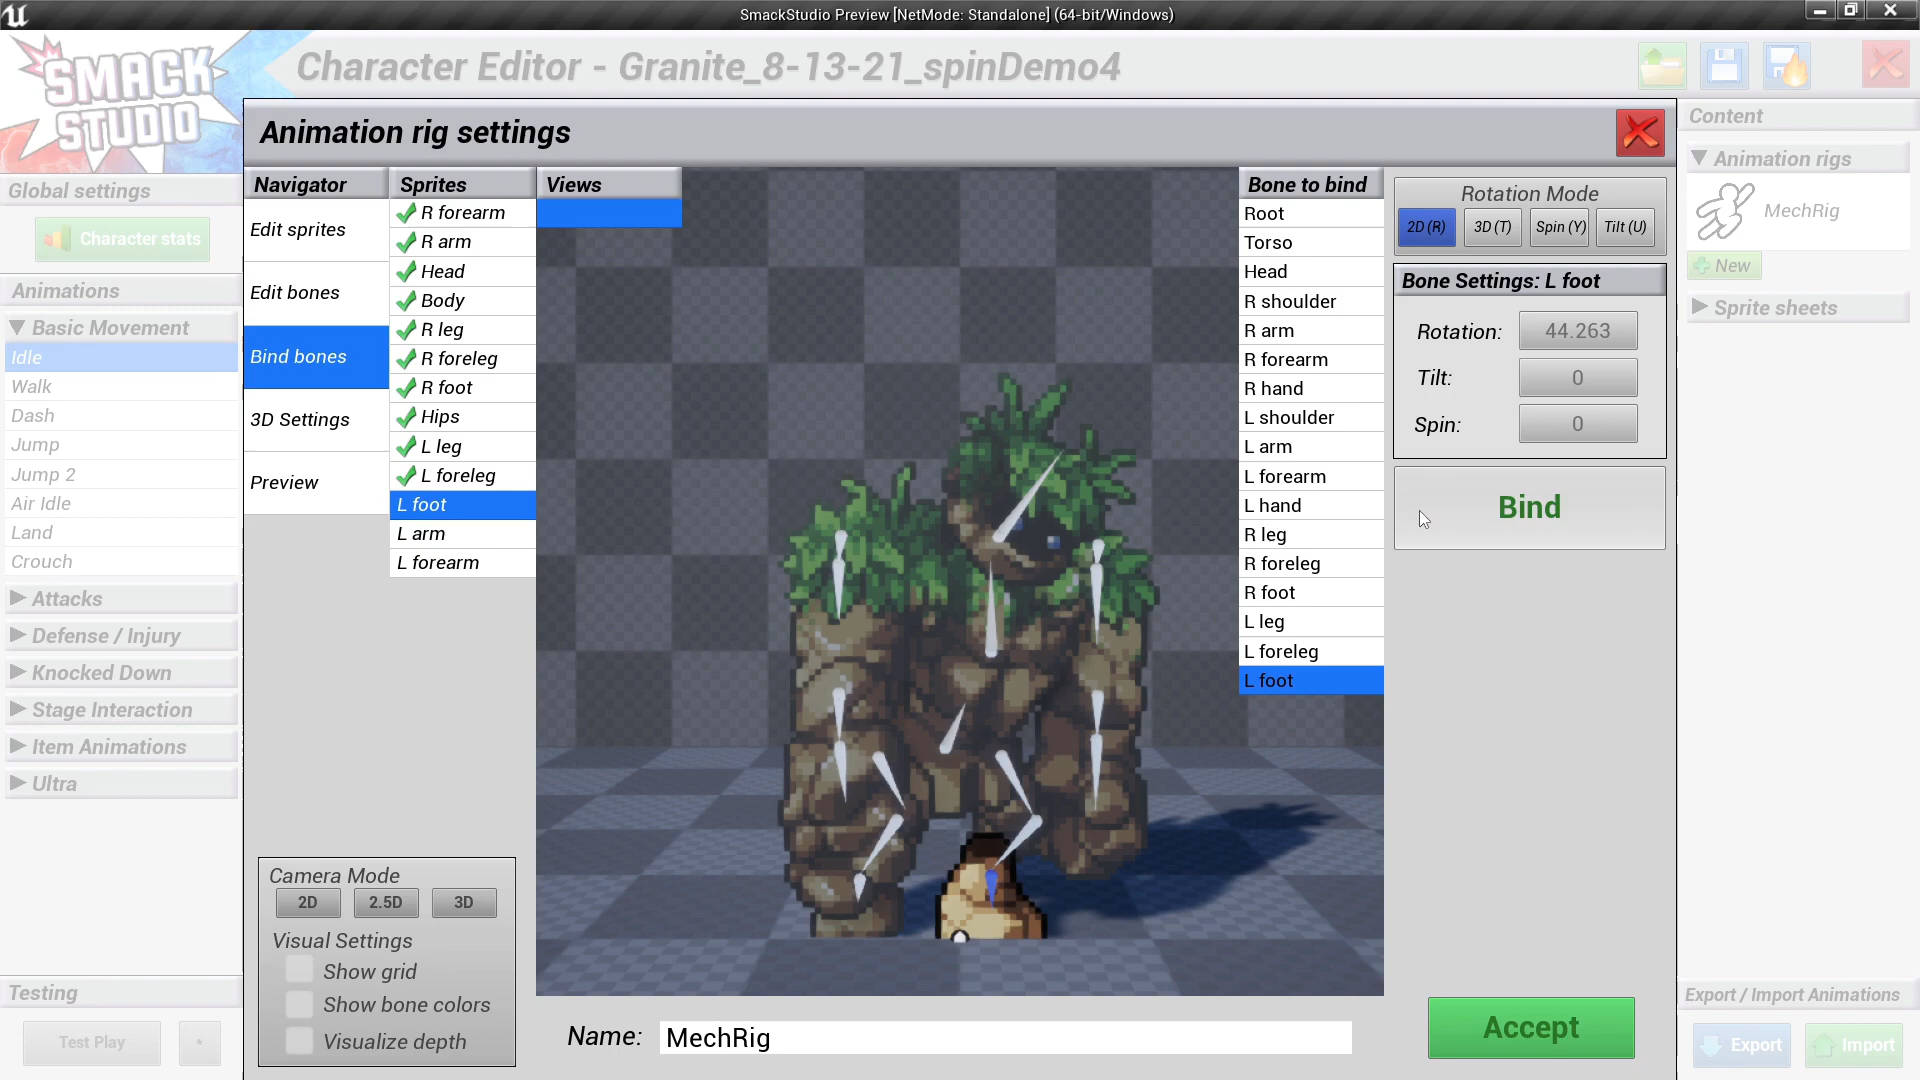 SmackStudio Preview [NetMode: Standalone] (64-bit/Windows)
SMACK
STUDIO
Character Editor - Granite_8-13-21_spinDemo4
Global settings
Character stats
Animations
Basic Movement
Idle
Walk
Dash
Jump
Jump 2
Air Idle
Land
Crouch
Attacks
Defense / Injury
Knocked Down
Stage Interaction
Item Animations
Ultra
Testing
Test Play
*
Animation rig settings
Navigator
Edit sprites
Edit bones
Bind bones
3D Settings
Preview
Sprites
R forearm
R arm
Head
Body
R leg
R foreleg
R foot
Hips
L leg
L foreleg
L foot
L arm
L forearm
Views
Camera Mode
2D
2.5D
3D
Visual Settings
Show grid
Show bone colors
Visualize depth
Name:
MechRig
Bone to bind
Root
Torso
Head
R shoulder
R arm
R forearm
R hand
L shoulder
L arm
L forearm
L hand
R leg
R foreleg
R foot
L leg
L foreleg
L foot
Rotation Mode
2D (R)
3D (T)
Spin (Y)
Tilt (U)
Bone Settings: L foot
Rotation:
44.263
Tilt:
0
Spin:
0
Bind
Accept
Content
Animation rigs
MechRig
New
Sprite sheets
Export / Import Animations
Export
Import